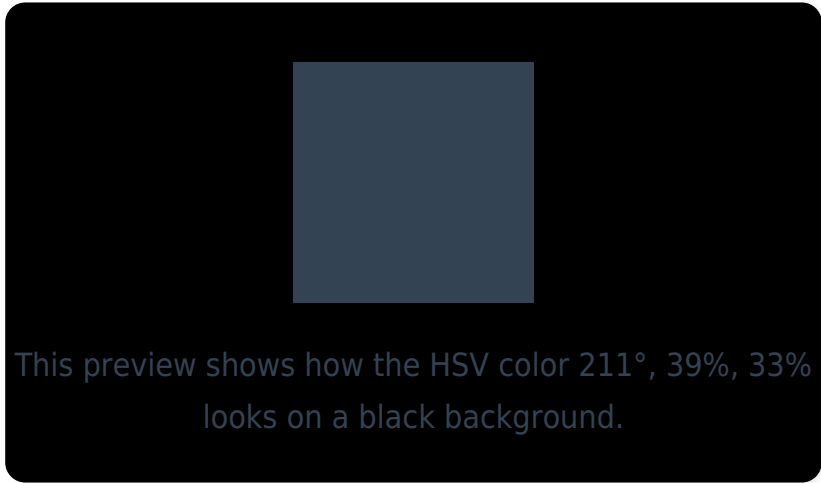 This preview shows how the HSV color 211°, 39%, 33%
looks on a black background.